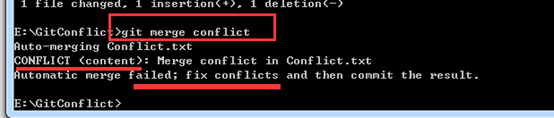 1 file changed, 1 insertion(+), 1 deletion(-)
E:\GitConflict>git merge conflict
Auto-merging Conflict.txt
CONFLICT (content): Merge conflict in Conflict.txt
Automatic merge failed; fix conflicts and then commit the result.
E:\GitConflict>